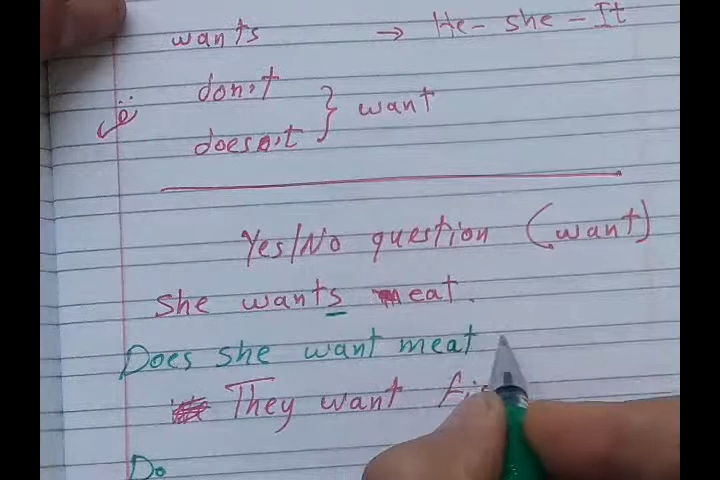 wants → He - she - It
نفي don't } want
doesn't
Yes/No question (want)
She wants meat.
Does she want meat
They want
Do